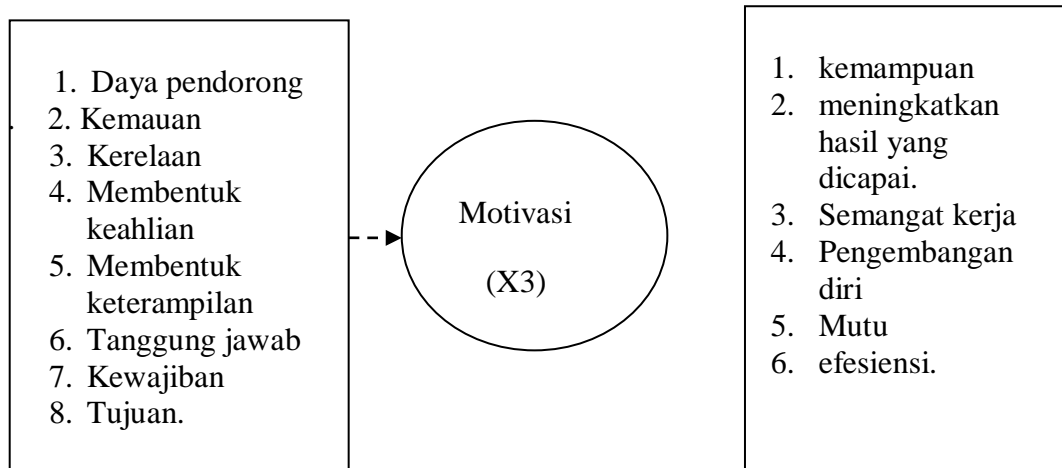 1. Daya pendorong
. 2. Kemauan
3. Kerelaan
4. Membentuk
keahlian
5. Membentuk
keterampilan
6. Tanggung jawab
7. Kewajiban
8. Tujuan.
Motivasi
(X3)
1. kemampuan
2. meningkatkan
hasil yang
dicapai.
3. Semangat kerja
4. Pengembangan
diri
5. Mutu
6. efesiensi.